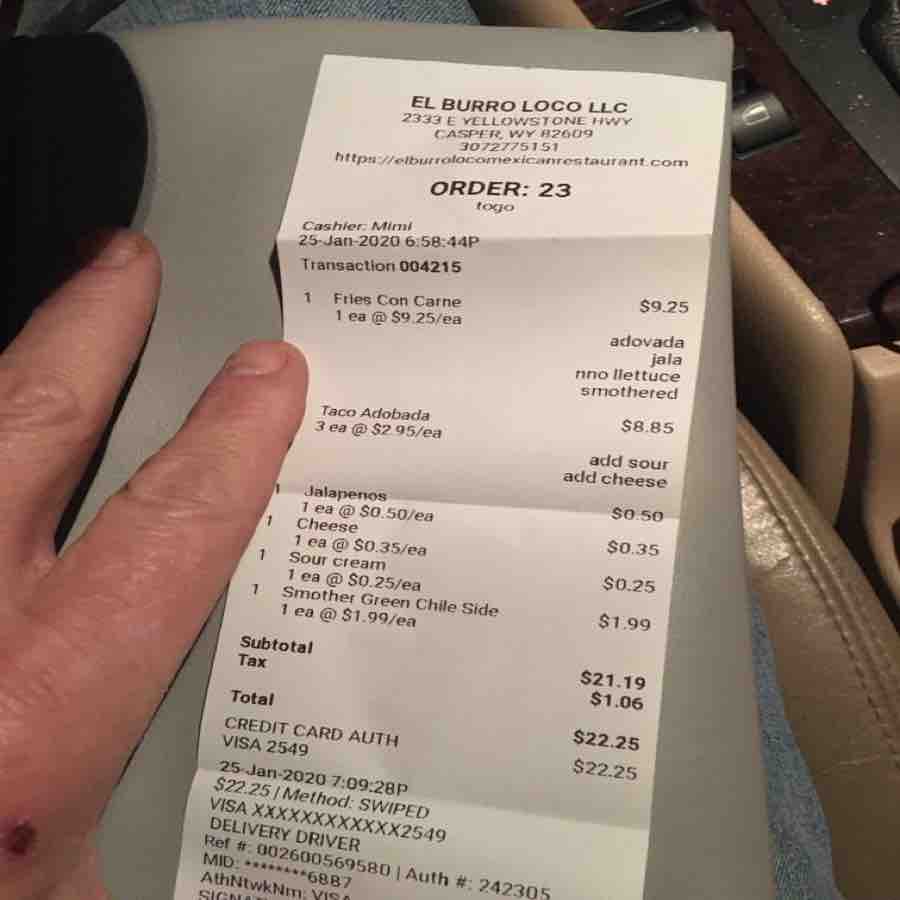 EL BURRO LOCO LLC
2333 E YELLOWSTONE HWY
CASPER, WY 82609
3072775151
https://elburrolocomexicanrestaurant.com
ORDER: 23
togo
Cashier: Mimi
25-Jan-2020 6:58:44P
Transaction 004215
1 Fries Con Carne $9.25
1 ea @ $9.25/ea
adovada
jala
nno llettuce
smothered
Taco Adobada $8.85
3 ea @ $2.95/ea
add sour
add cheese
1 Jalapenos $0.50
1 ea @ $0.50/ea
1 Cheese $0.35
1 ea @ $0.35/ea
1 Sour cream $0.25
1 ea @ $0.25/ea
1 Smother Green Chile Side $1.99
1 ea @ $1.99/ea
Subtotal $21.19
Tax $1.06
Total $22.25
CREDIT CARD AUTH $22.25
VISA 2549
25-Jan-2020 7:09:28P
$22.25 | Method: SWIPED
VISA XXXXXXXXXXXX2549
DELIVERY DRIVER
Ref #: 002600569580 | Auth #: 242305
MID: ********6887
AthNtwkNm: VISA